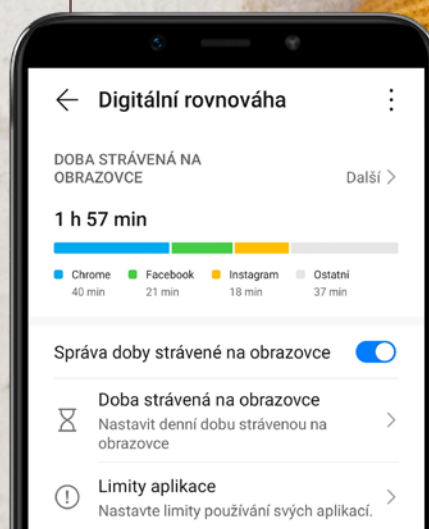 Digitální rovnováha
DOBA STRÁVENÁ NA
OBRAZOVCE
Další
1 h 57 min
Chrome Facebook Instagram Ostatní
40 min 21 min 18 min 37 min
Správa doby strávené na obrazovce
Doba strávená na obrazovce
Nastavit denní dobu strávenou na
obrazovce
Limity aplikace
Nastavte limity používání svých aplikací.